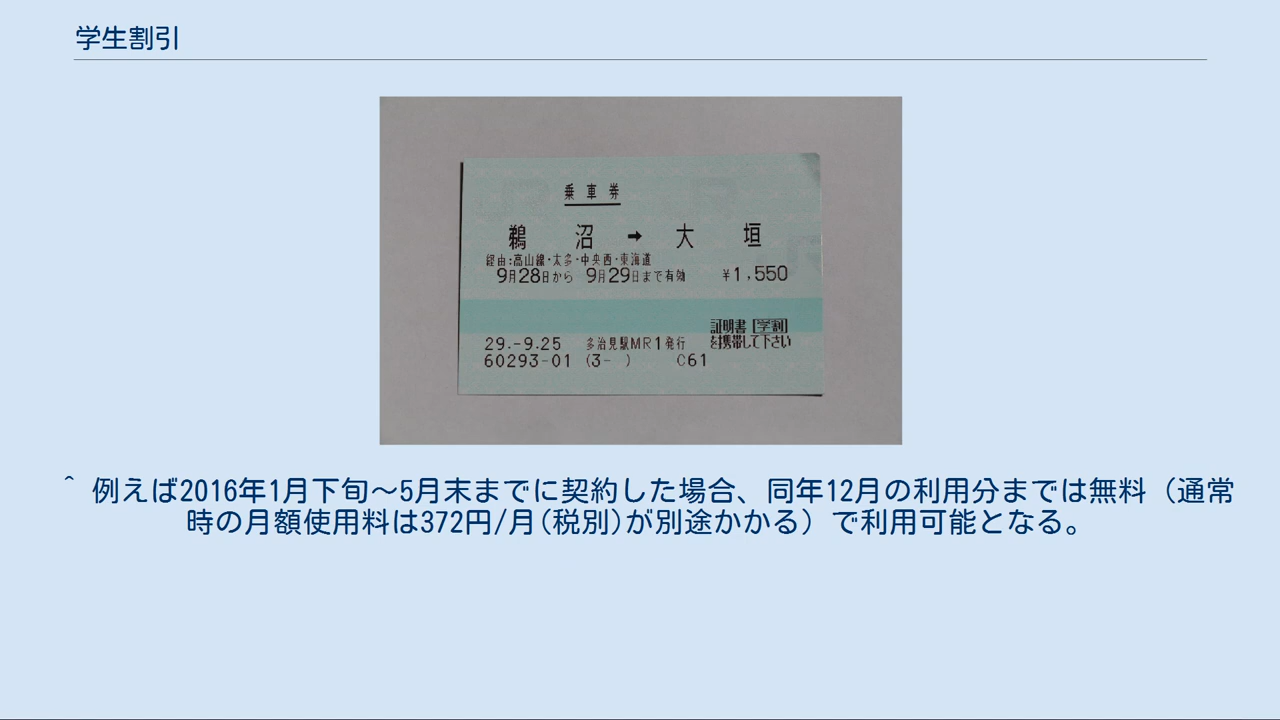 学生割引
乗車券
鵜沼→大垣
経由:高山線・太多・中央西・東海道
9月28日から 9月29日まで有効 ¥1,550
証明書 学割
を携帯して下さい
29.-9.25 多治見駅MR1発行
60293-01 (3- ) C61
^ 例えば2016年1月下旬～5月末までに契約した場合、同年12月の利用分までは無料（通常
時の月額使用料は372円/月(税別)が別途かかる）で利用可能となる。